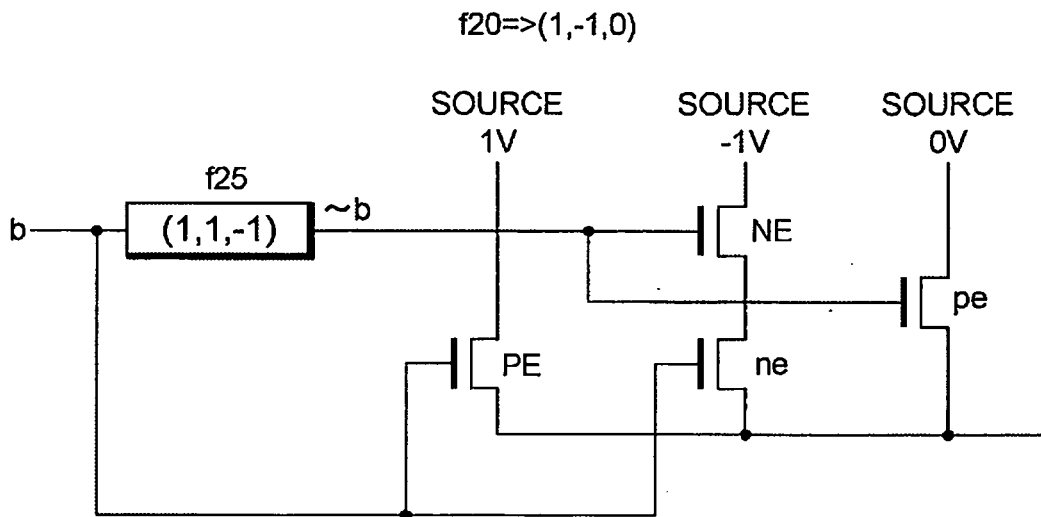 f20=>(1,-1,0)
SOURCE
1V
SOURCE
-1V
SOURCE
0V
f25
b
(1,1,-1)
~b
NE
pe
PE
ne